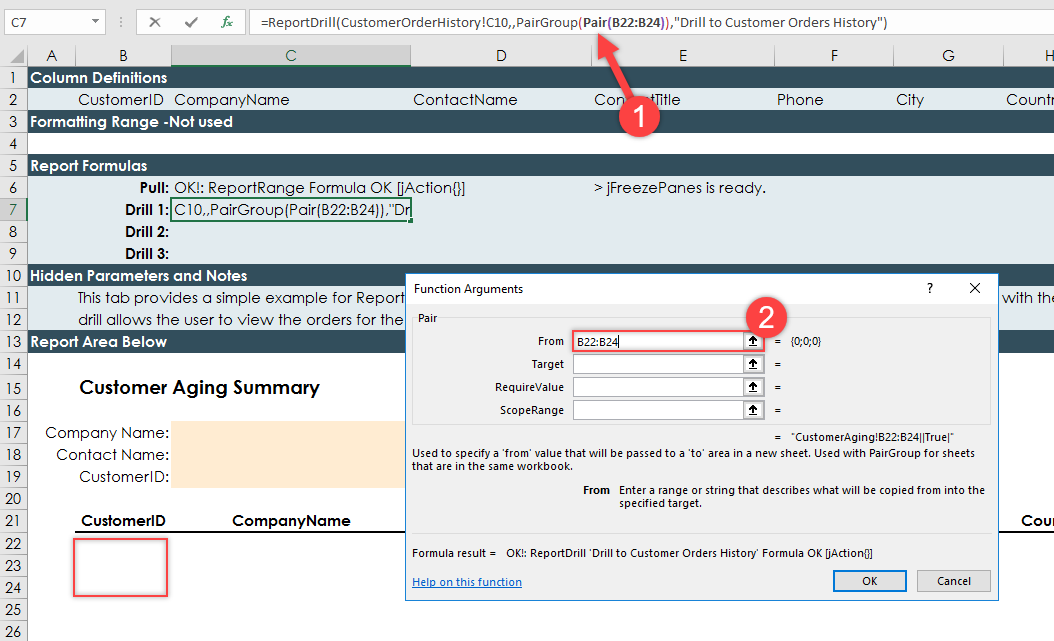 C7 fx =ReportDrill(CustomerOrderHistory!C10,,PairGroup(Pair(B22:B24)),"Drill to Customer Orders History")
A B C D E F G H
1 Column Definitions
1
2 CustomerID CompanyName ContactName Phone City
3 Formatting Range -Not used
4
5 Report Formulas
6 Pull: OK!: ReportRange Formula OK [jAction{}] > jFreezePanes is ready.
7 Drill 1: C10,,PairGroup(Pair(B22:B24)),"Dr
8 Drill 2:
9 Drill 3:
10 Hidden Parameters and Notes
11 This tab provides a simple example for Report with the
12 drill allows the user to view the orders for the
13 Report Area Below
14
15 Customer Aging Summary
16
17 Company Name:
18 Contact Name:
19 CustomerID:
20
21 CustomerID CompanyName
22
23
24
25
26
Function Arguments ?
Pair
2
From B22:B24 = {0;0;0}
Target =
RequireValue =
ScopeRange =
= "CustomerAging!B22:B24||True|"
Used to specify a 'from' value that will be passed to a 'to' area in a new sheet. Used with PairGroup for sheets
that are in the same workbook.
From Enter a range or string that describes what will be copied from into the
specified target.
Formula result = OK!: ReportDrill 'Drill to Customer Orders History' Formula OK [jAction{}]
Help on this function OK Cancel